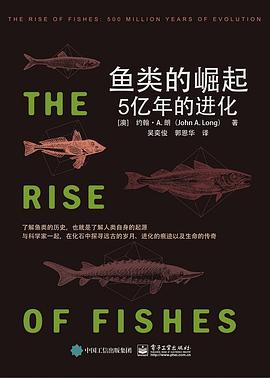 THE RISE OF FISHES: 500 MILLION YEARS OF EVOLUTION
鱼类的崛起
5亿年的进化
[澳] 约翰·A. 朗 (John A. Long) 著
吴奕俊 郭恩华 译
THE
RISE
了解鱼类的历史，也就是了解人类自身的起源
与科学家一起，在化石中探寻远古的岁月、进化的痕迹以及生命的传奇
OF FISHES
中国工信出版集团
电子工业出版社